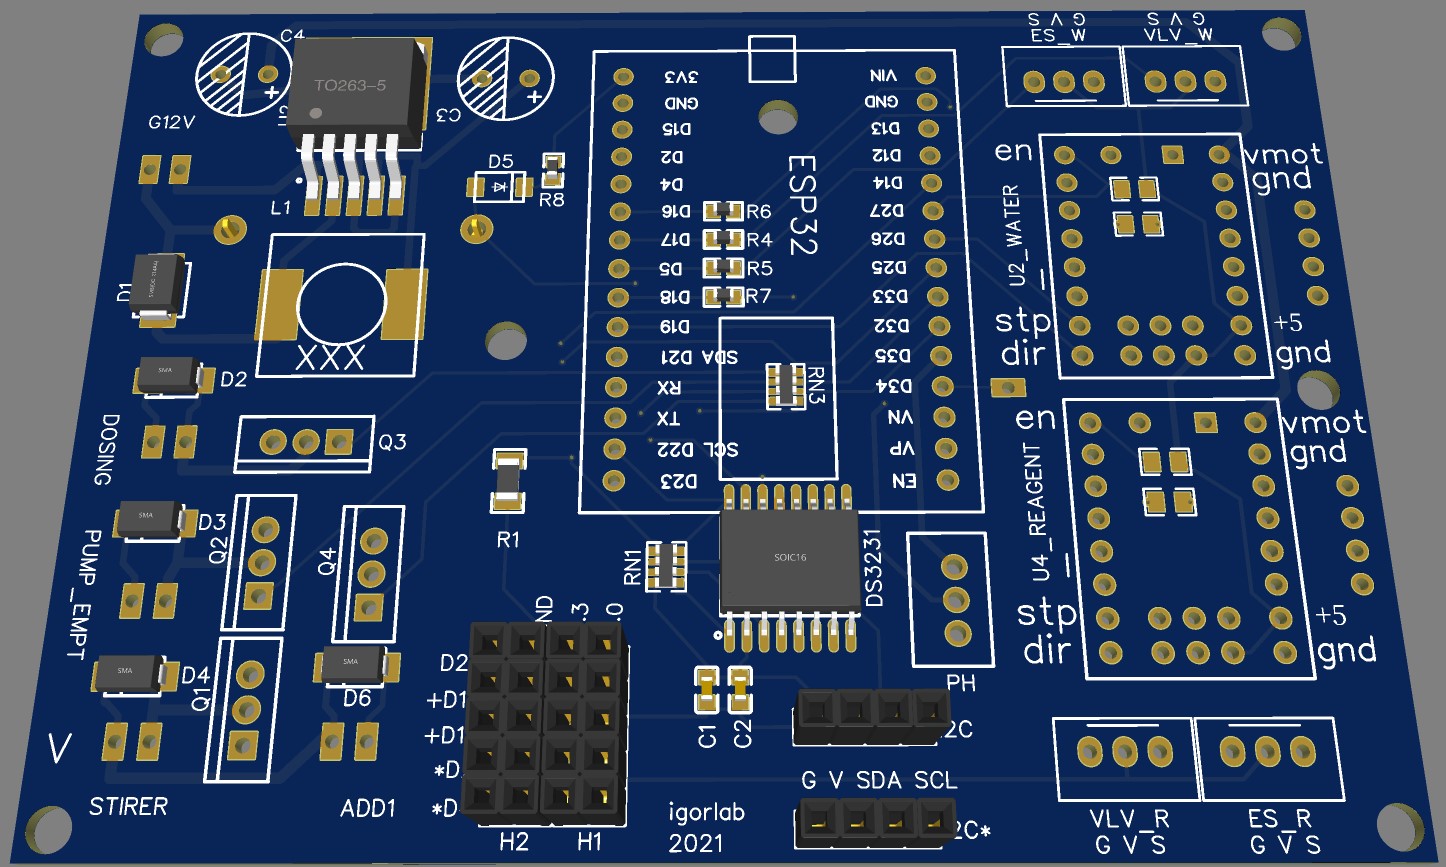 G V S
G V S
ES_W
VLV_W
C4
TO263-5
C3
G12V
L1
D5
R8
3V3
GND
D15
D2
D4
D16
D17
D5
D18
D19
SDA D21
RX
TX
SCL D22
D23
VIN
GND
D13
D12
D14
D27
D26
D25
D33
D32
D35
D34
VN
VP
EN
ESP32
R6
R4
R5
R7
RN3
en
vmot
gnd
U2_WATER
stp
dir
+5
gnd
D1
XXX
SMA
D2
DOSING
Q3
en
vmot
gnd
U4_REAGENT
stp
dir
+5
gnd
SMA
D3
PUMP_EMPT
Q2
Q4
R1
RN1
SOIC16
DS3231
PH
SMA
D4
Q1
SMA
D6
V
STIRER
ADD1
ND
.3
.0
D2
+D1
+D1
*D
*D
H2
H1
C1
C2
2C
G V SDA SCL
2C*
igorlab
2021
VLV_R
G V S
ES_R
G V S